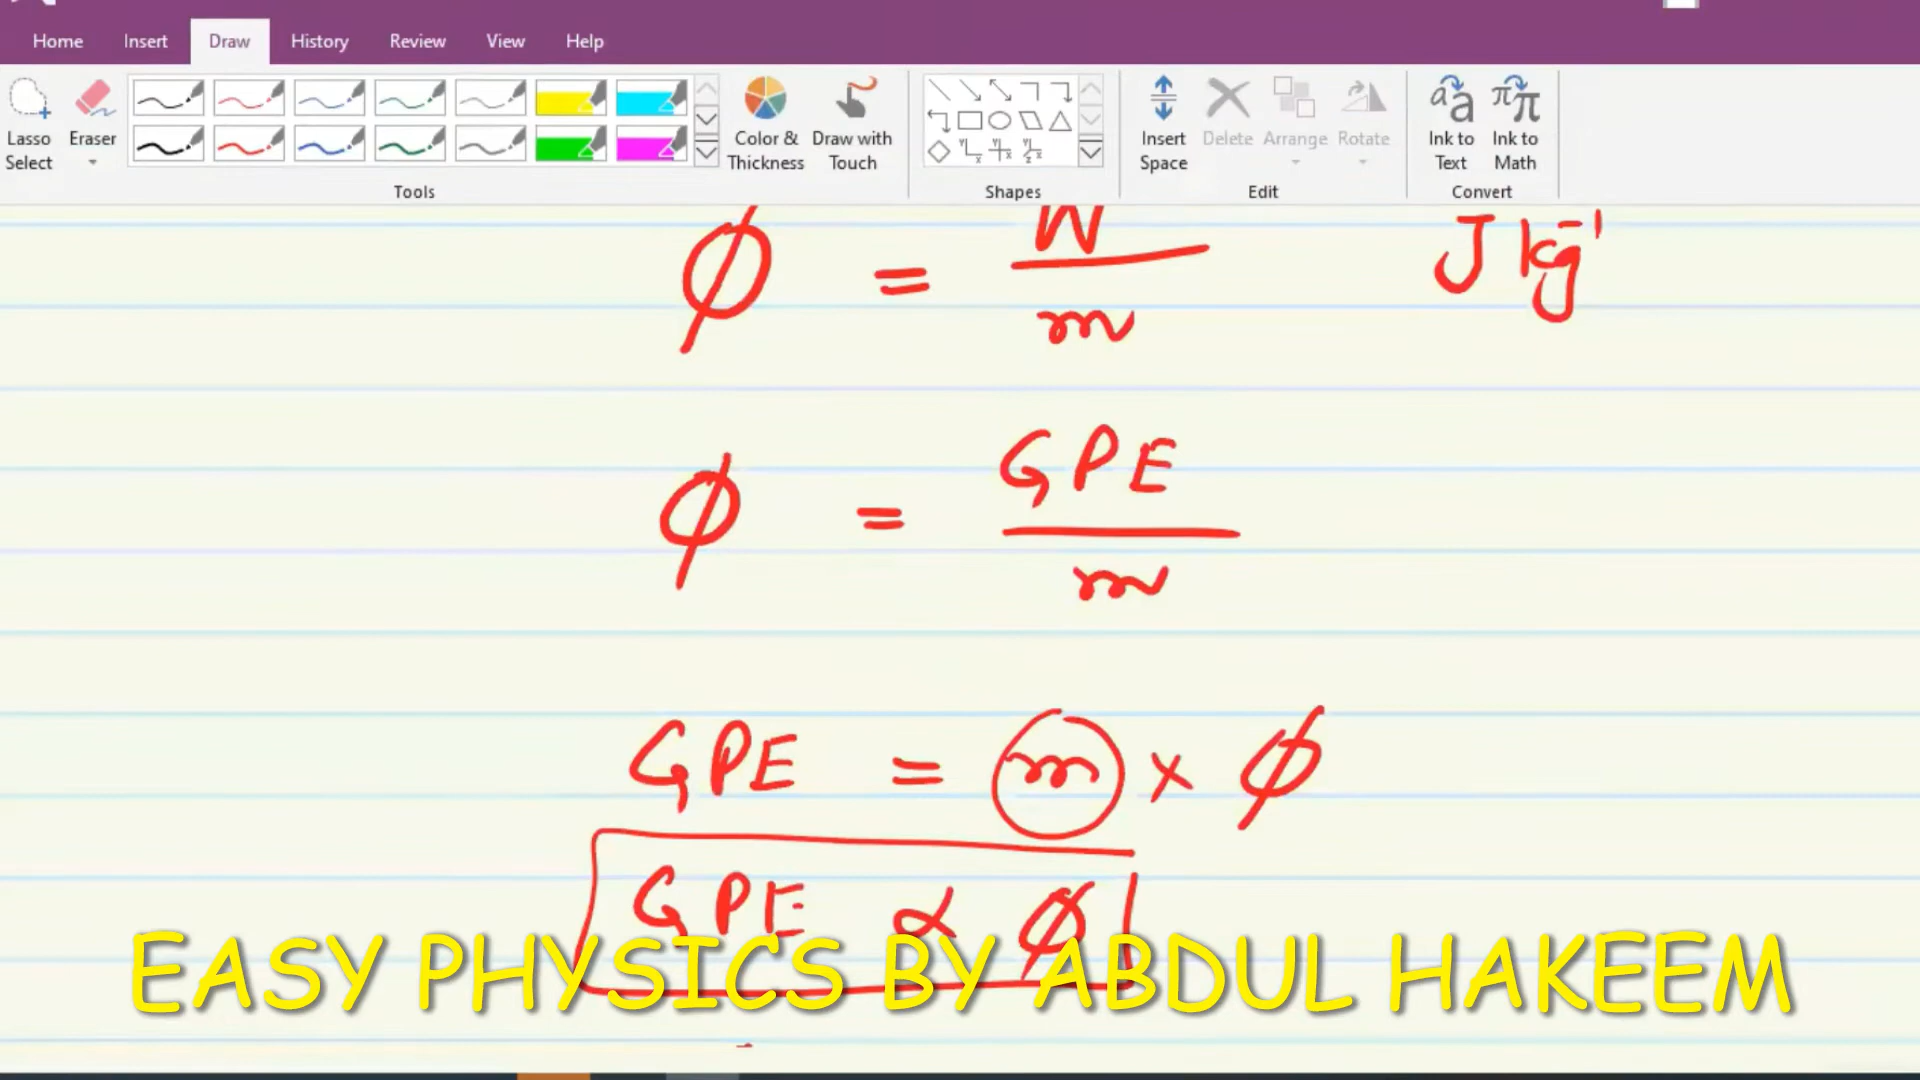 Home Insert Draw History Review View Help
Lasso Select Eraser Color & Thickness Draw with Touch Insert Space Delete Arrange Rotate Ink to Text Ink to Math
Tools Shapes Edit Convert
ϕ = W/m J kg⁻¹
ϕ = GPE/m
GPE = m × ϕ
GPE ∝ ϕ
EASY PHYSICS BY ABDUL HAKEEM